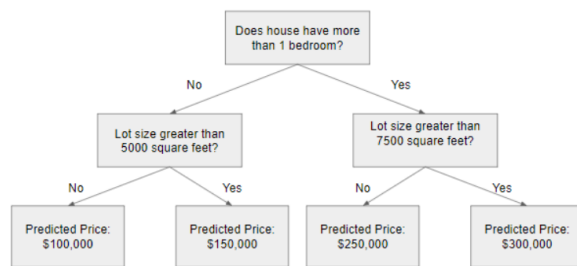 Does house have more
than 1 bedroom?
No
Yes
Lot size greater than
5000 square feet?
Lot size greater than
7500 square feet?
No
Yes
No
Yes
Predicted Price:
$100,000
Predicted Price:
$150,000
Predicted Price:
$250,000
Predicted Price:
$300,000